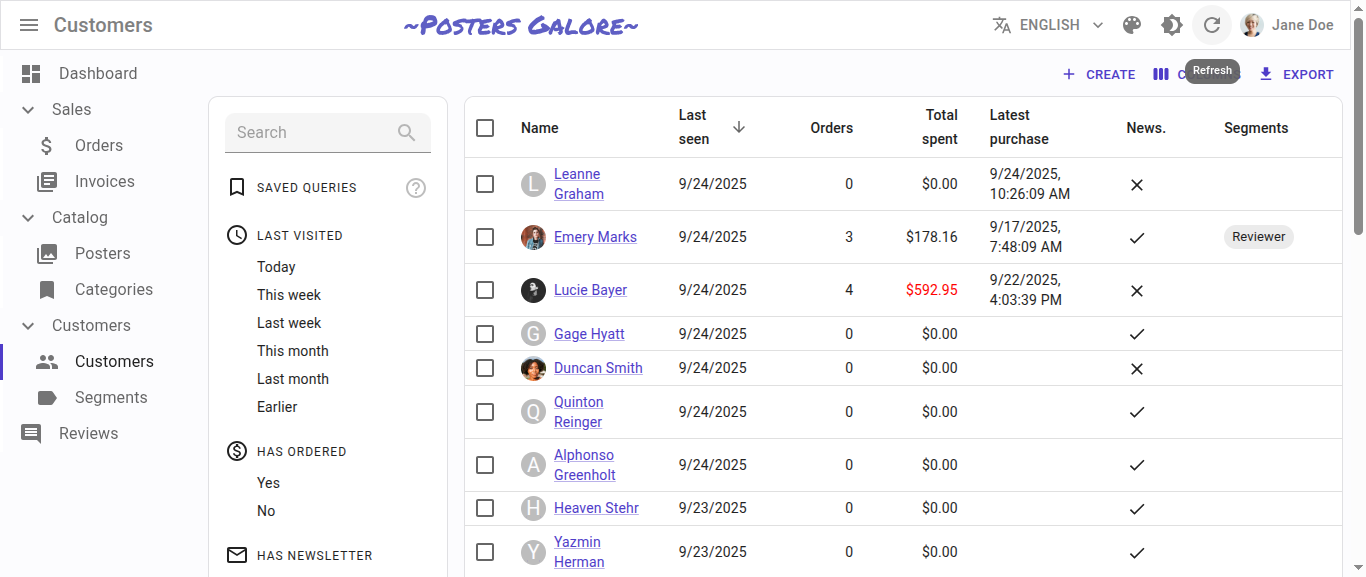 Customers
~Posters Galore~
ENGLISH
Jane Doe
Refresh
CREATE
EXPORT
Dashboard
Sales
Orders
Invoices
Catalog
Posters
Categories
Customers
Customers
Segments
Reviews
Search
SAVED QUERIES
?
LAST VISITED
Today
This week
Last week
This month
Last month
Earlier
HAS ORDERED
Yes
No
HAS NEWSLETTER
Name
Last
seen
Orders
Total
spent
Latest
purchase
News.
Segments
L
Leanne
Graham
9/24/2025
0
$0.00
9/24/2025,
10:26:09 AM
Emery Marks
9/24/2025
3
$178.16
9/17/2025,
7:48:09 AM
Reviewer
Lucie Bayer
9/24/2025
4
$592.95
9/22/2025,
4:03:39 PM
G
Gage Hyatt
9/24/2025
0
$0.00
Duncan Smith
9/24/2025
0
$0.00
Q
Quinton
Reinger
9/24/2025
0
$0.00
A
Alphonso
Greenholt
9/24/2025
0
$0.00
H
Heaven Stehr
9/23/2025
0
$0.00
Y
Yazmin
Herman
9/23/2025
0
$0.00